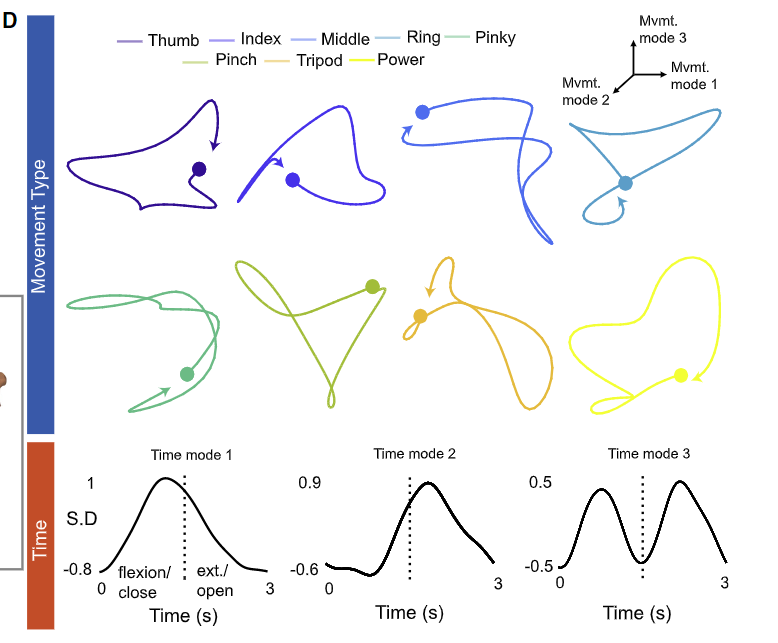 D
Thumb Index Middle Ring Pinky
Pinch Tripod Power
Mvmt.
mode 3
Mvmt.
mode 1
Mvmt.
mode 2
Movement Type
Time
Time mode 1
1
S.D
-0.8
flexion/
close
ext./
open
0 3
Time (s)
Time mode 2
0.9
-0.6
0 3
Time (s)
Time mode 3
0.5
-0.5
0 3
Time (s)